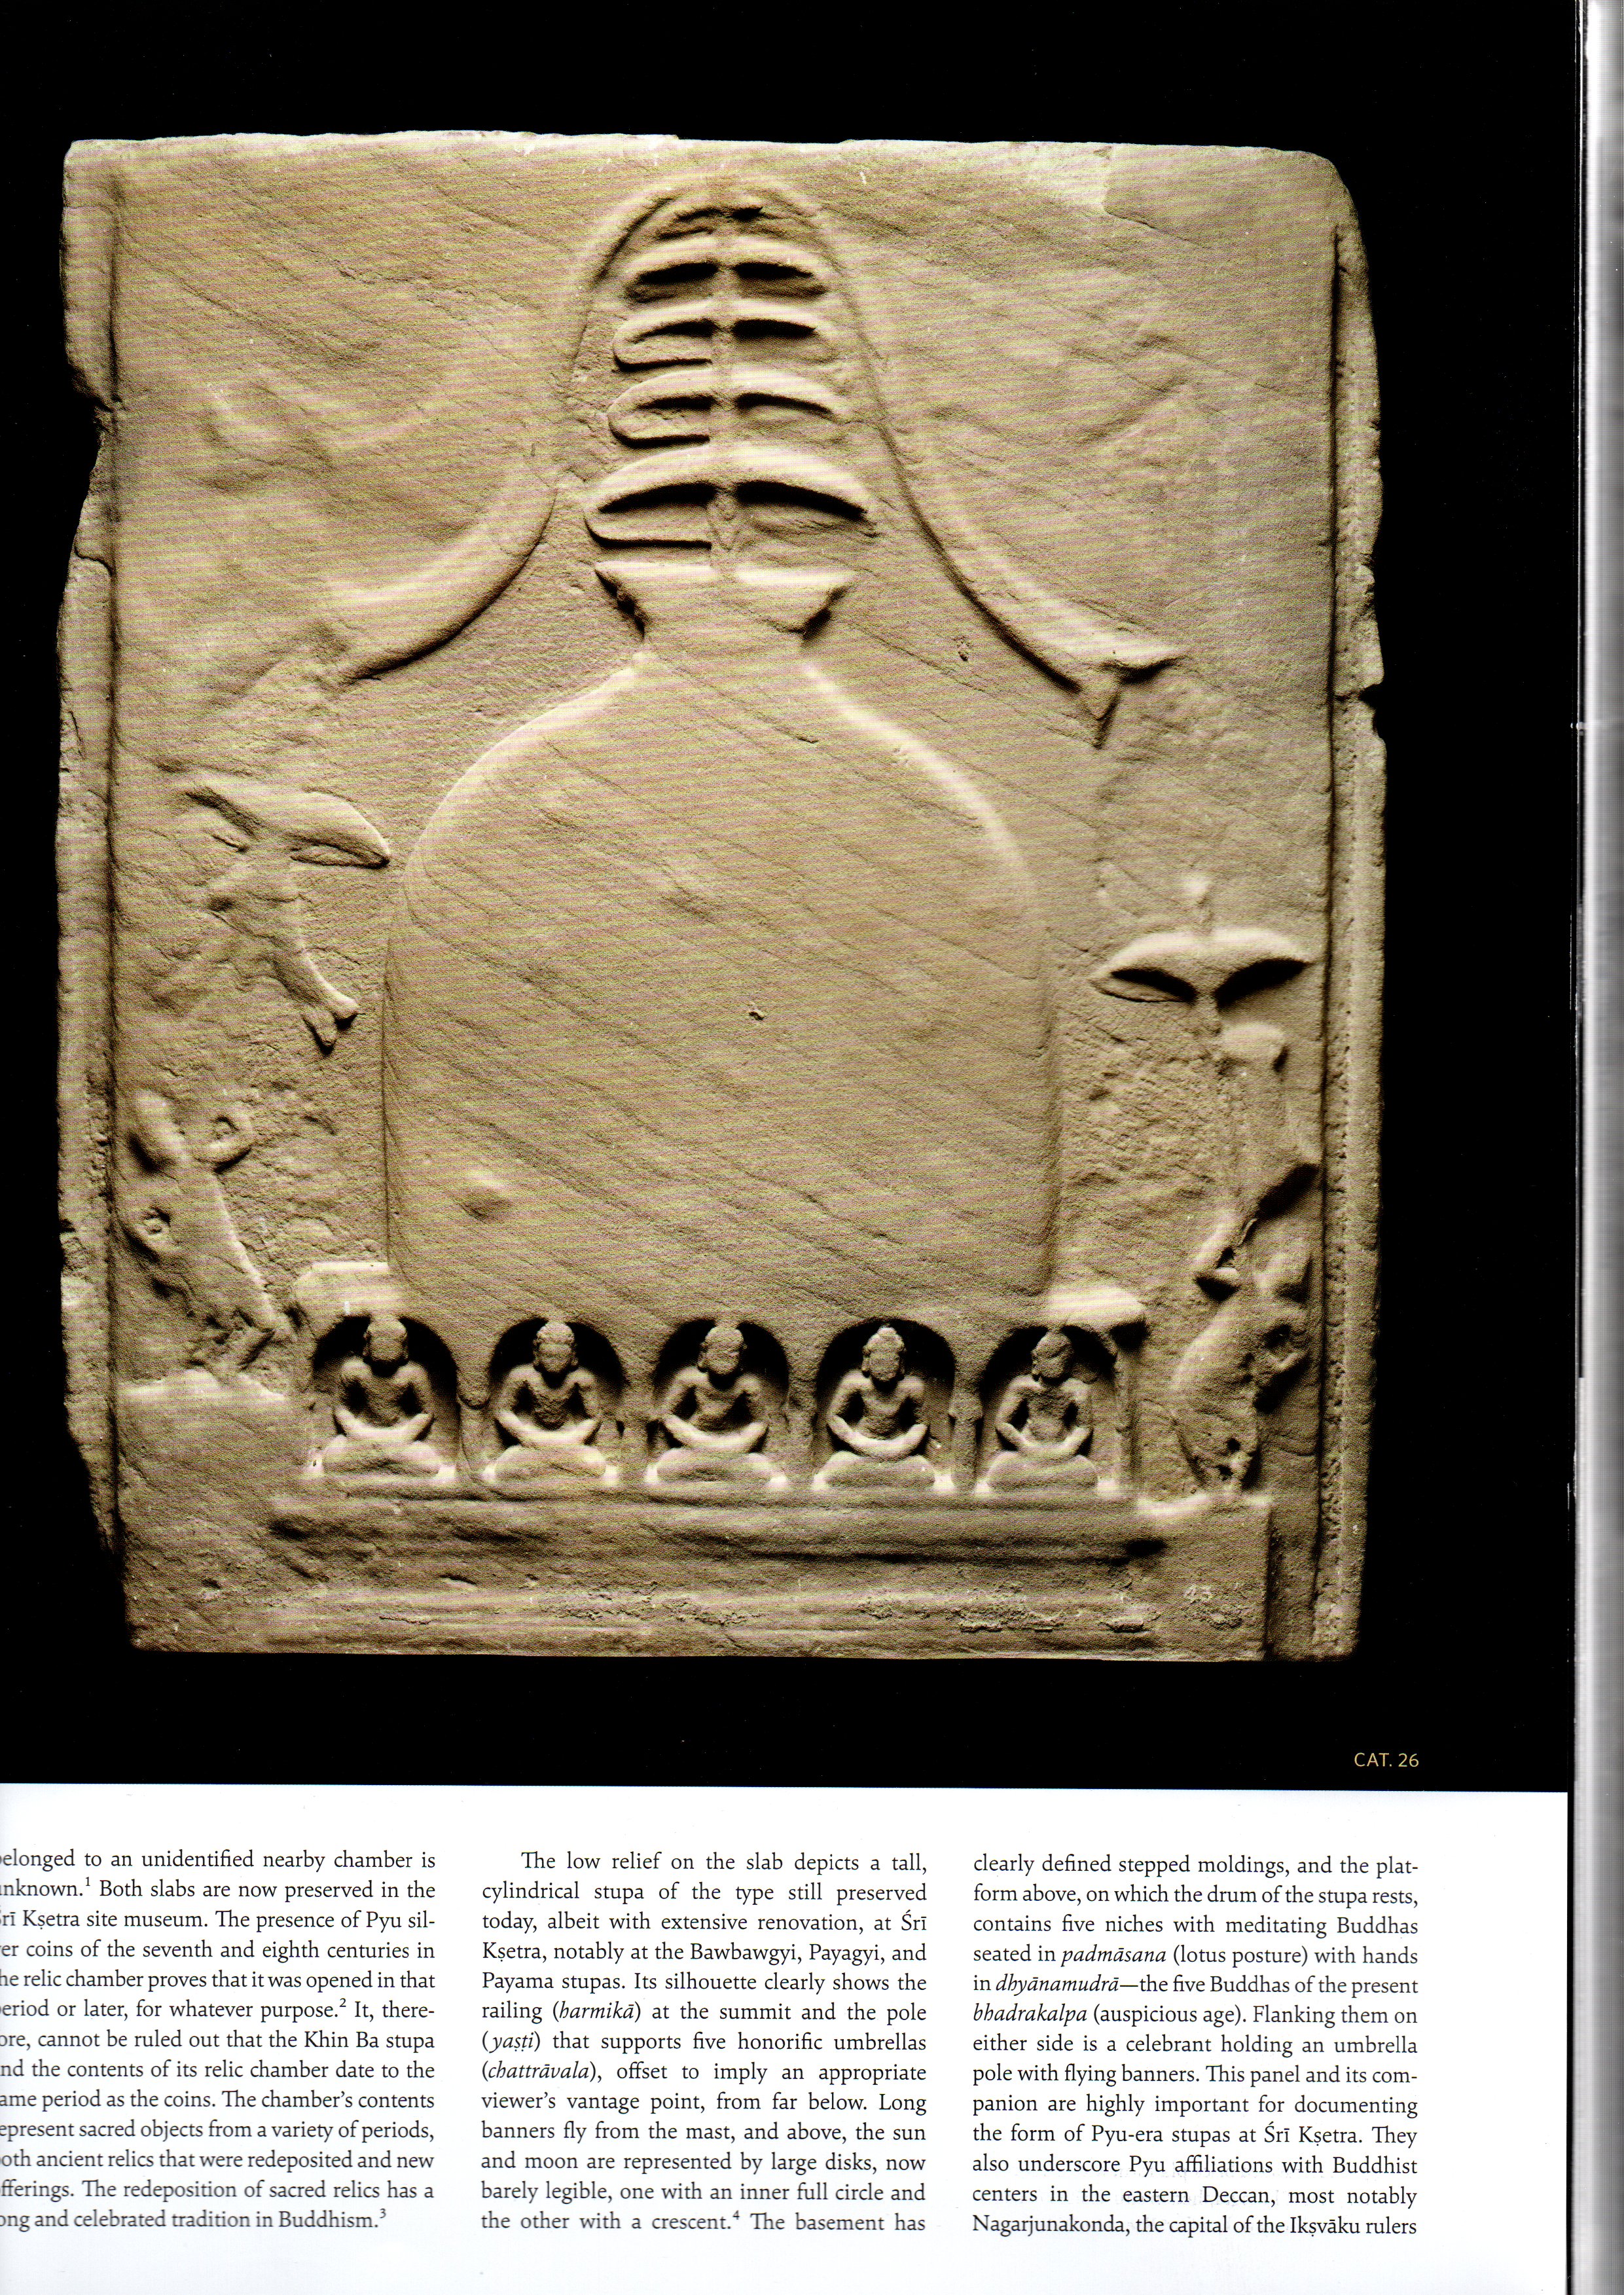 43
CAT. 26
elonged to an unidentified nearby chamber is
nknown.¹ Both slabs are now preserved in the
rī Kṣetra site museum. The presence of Pyu sil-
er coins of the seventh and eighth centuries in
he relic chamber proves that it was opened in that
eriod or later, for whatever purpose.² It, there-
ore, cannot be ruled out that the Khin Ba stupa
nd the contents of its relic chamber date to the
ame period as the coins. The chamber's contents
epresent sacred objects from a variety of periods,
oth ancient relics that were redeposited and new
fferings. The redeposition of sacred relics has a
ong and celebrated tradition in Buddhism.³
The low relief on the slab depicts a tall,
cylindrical stupa of the type still preserved
today, albeit with extensive renovation, at Śrī
Kṣetra, notably at the Bawbawgyi, Payagyi, and
Payama stupas. Its silhouette clearly shows the
railing (harmikā) at the summit and the pole
(yaṣṭi) that supports five honorific umbrellas
(chattrāvala), offset to imply an appropriate
viewer's vantage point, from far below. Long
banners fly from the mast, and above, the sun
and moon are represented by large disks, now
barely legible, one with an inner full circle and
the other with a crescent.⁴ The basement has
clearly defined stepped moldings, and the plat-
form above, on which the drum of the stupa rests,
contains five niches with meditating Buddhas
seated in padmāsana (lotus posture) with hands
in dhyānamudrā—the five Buddhas of the present
bhadrakalpa (auspicious age). Flanking them on
either side is a celebrant holding an umbrella
pole with flying banners. This panel and its com-
panion are highly important for documenting
the form of Pyu-era stupas at Śrī Kṣetra. They
also underscore Pyu affiliations with Buddhist
centers in the eastern Deccan, most notably
Nagarjunakonda, the capital of the Ikṣvāku rulers